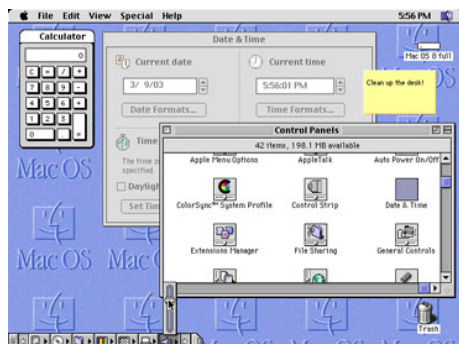 File Edit View Special Help
5:56 PM
Calculator
0
C = / *
7 8 9 -
4 5 6 +
1 2 3
0 . =
Date & Time
Current date
Current time
3/ 9/03
5:56:01 PM
Date Formats...
Time Formats...
Time
The time
specified.
Daylig
Set Tim
Mac OS 8 full
Clean up the desk!
Control Panels
42 items, 198.1 MB available
Apple Menu Options
AppleTalk
Auto Power On/Off
ColorSync™ System Profile
Control Strip
Date & Time
Extensions Manager
File Sharing
General Controls
Mac OS
Mac OS
Mac
Trash